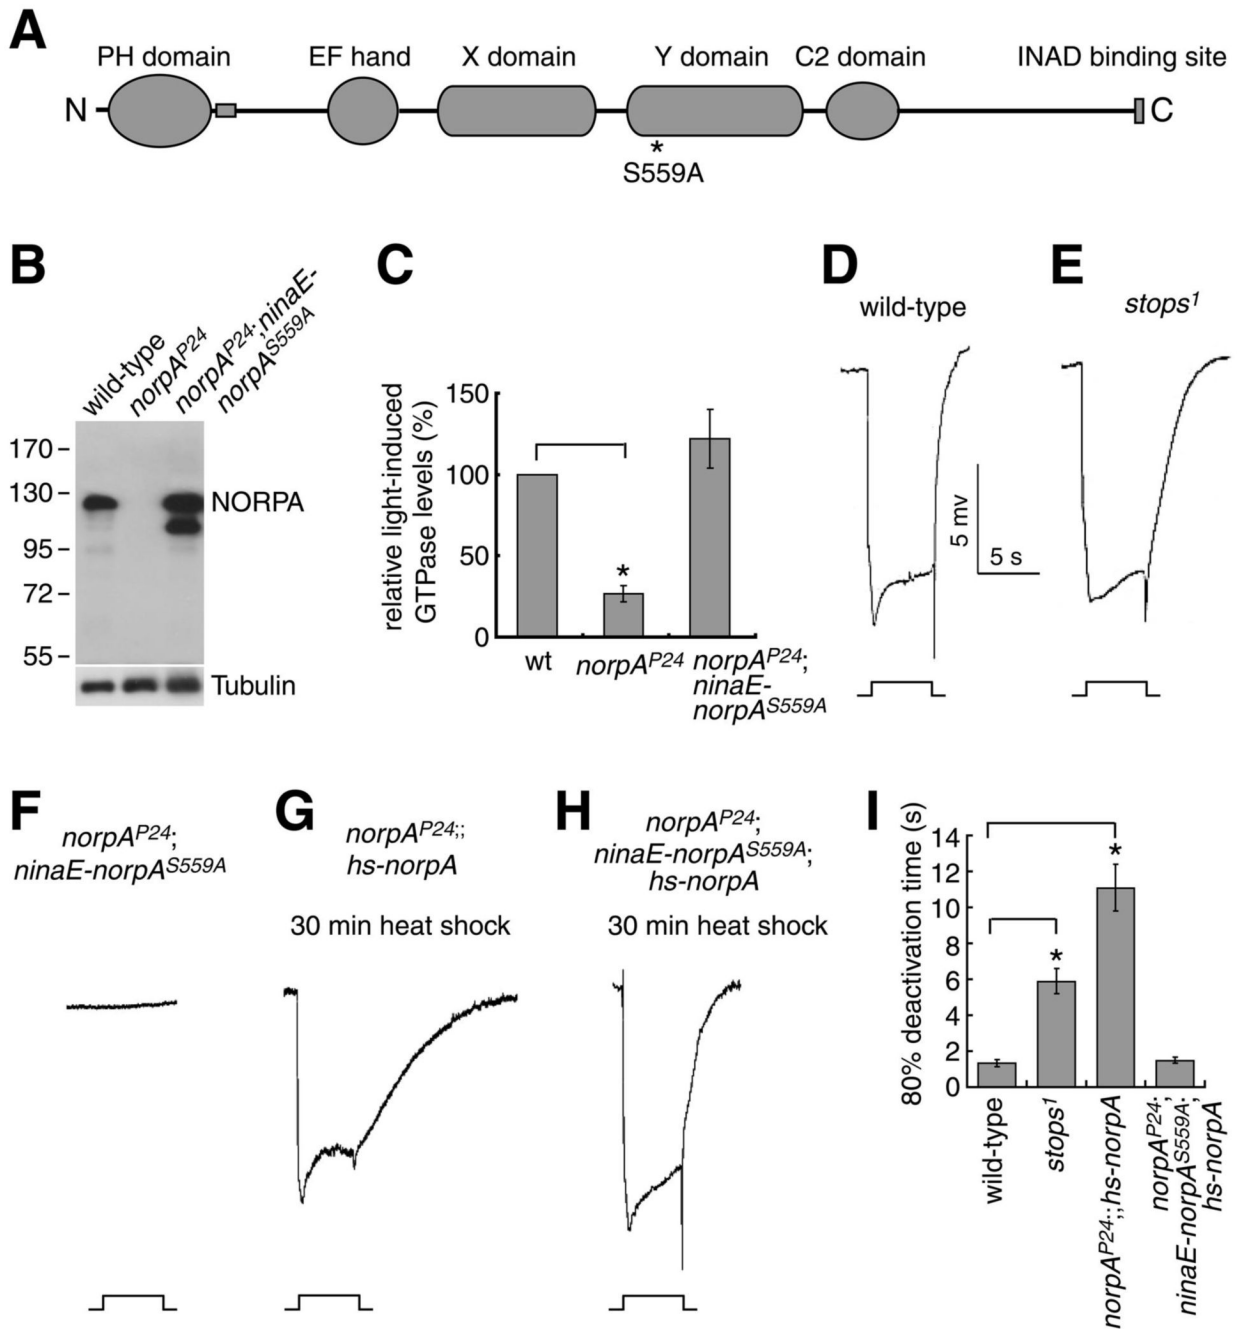 A
PH domain EF hand X domain Y domain C2 domain INAD binding site
N C
*
S559A
B
wild-type
norpA^P24
norpA^P24;ninaE-
norpA^S559A
170
130
95
72
55
NORPA
Tubulin
C
relative light-induced
GTPase levels (%)
150
100
50
0
*
wt
norpA^P24
norpA^P24;
ninaE-
norpA^S559A
D
wild-type
5 mv
5 s
E
stops^1
F
norpA^P24;
ninaE-norpA^S559A
G
norpA^P24;;
hs-norpA
30 min heat shock
H
norpA^P24;
ninaE-norpA^S559A;
hs-norpA
30 min heat shock
I
80% deactivation time (s)
14
12
10
8
6
4
2
0
*
*
wild-type
stops^1
norpA^P24;;hs-norpA
norpA^P24;
ninaE-norpA^S559A;
hs-norpA